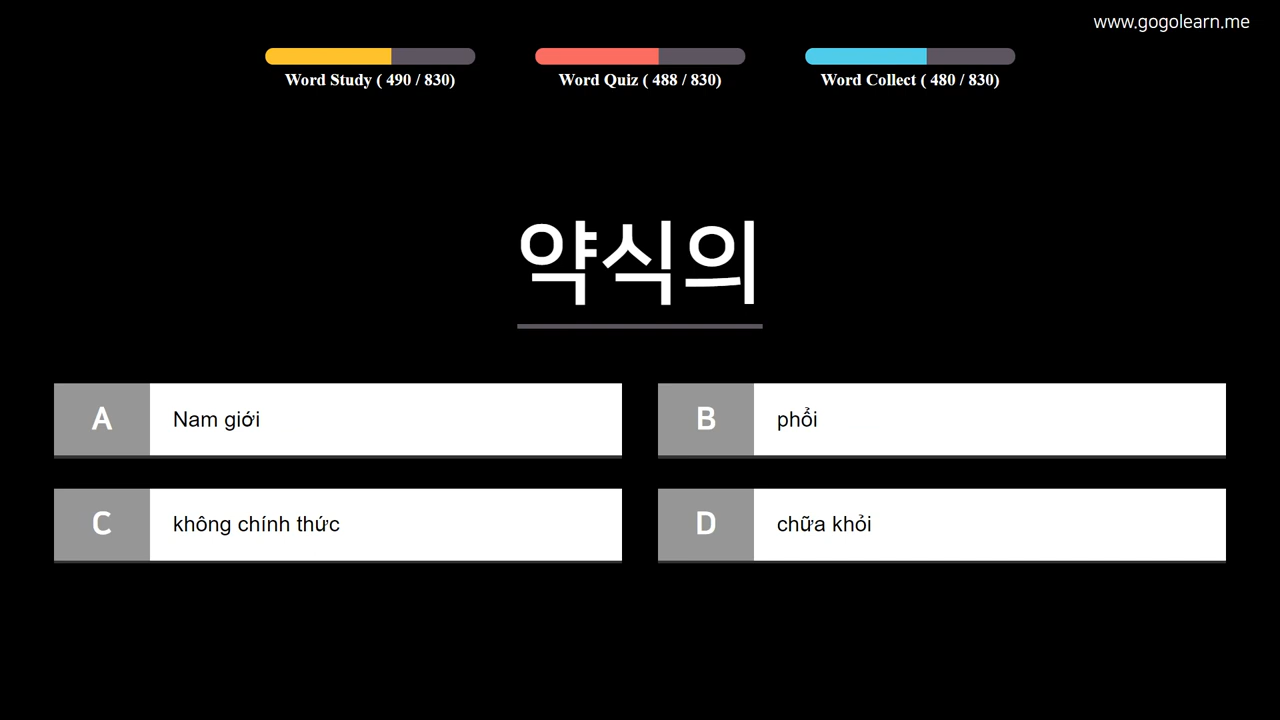 www.gogolearn.me
Word Study ( 490 / 830)
Word Quiz ( 488 / 830)
Word Collect ( 480 / 830)
약식의
A Nam giới
B phổi
C không chính thức
D chữa khỏi